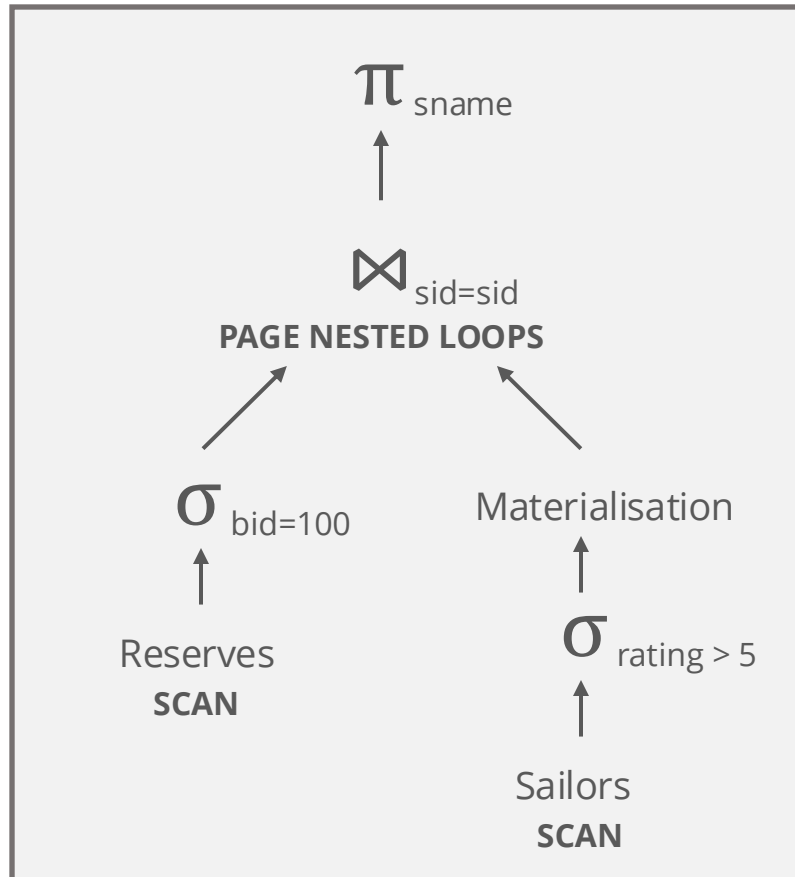 π sname
⋈ sid=sid
PAGE NESTED LOOPS
σ bid=100
Materialisation
Reserves
SCAN
σ rating > 5
Sailors
SCAN